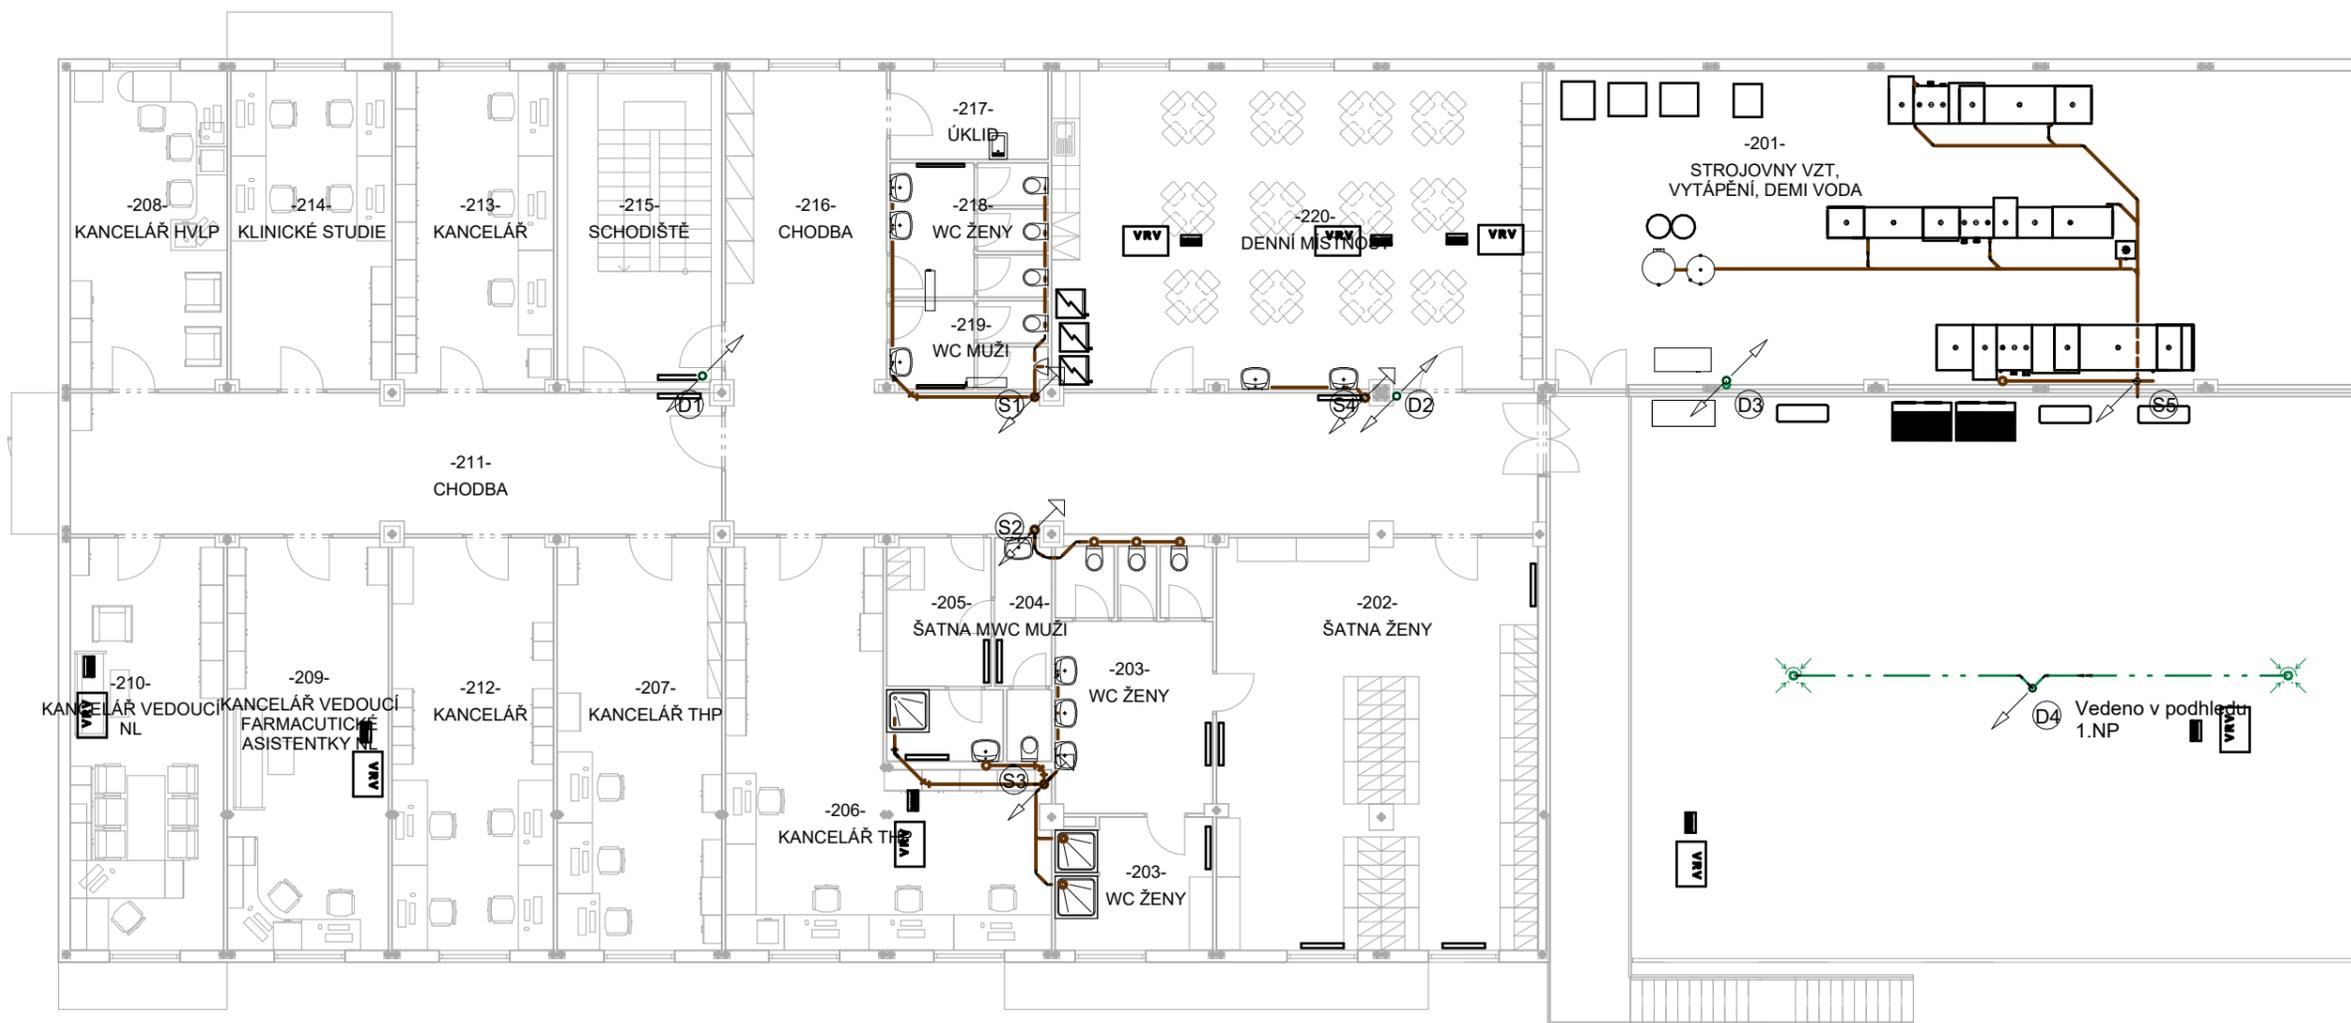 -217-
ÚKLID
-201-
STROJOVNY VZT,
VYTÁPĚNÍ, DEMI VODA
-208-
KANCELÁŘ HVLP
-214-
KLINICKÉ STUDIE
-213-
KANCELÁŘ
-215-
SCHODIŠTĚ
-216-
CHODBA
-218-
WC ŽENY
-220-
DENNÍ MÍSTNOST
VRV
VRV
VRV
-219-
WC MUŽI
D1
S1
S4
D2
D3
S5
-211-
CHODBA
S2
-205-
ŠATNA M
-204-
WC MUŽI
-202-
ŠATNA ŽENY
-203-
WC ŽENY
-210-
KANCELÁŘ VEDOUCÍ
NL
VRV
-209-
KANCELÁŘ VEDOUCÍ
FARMACUTICKÉ
ASISTENTKY NL
VRV
-212-
KANCELÁŘ
-207-
KANCELÁŘ THP
D4
Vedeno v podhledu
1.NP
VRV
S3
-206-
KANCELÁŘ THP
VRV
-203-
WC ŽENY
VRV